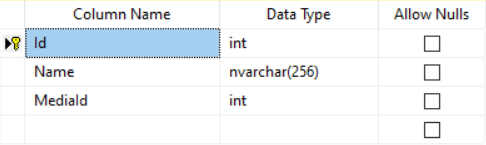 Column Name Data Type Allow Nulls
Id int
Name nvarchar(256)
MediaId int